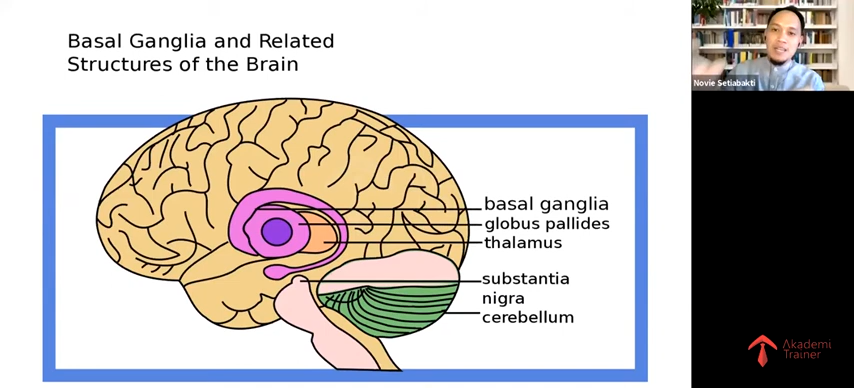 Basal Ganglia and Related
Structures of the Brain
Novie Setiabakti
basal ganglia
globus pallides
thalamus
substantia
nigra
cerebellum
Akademi
Trainer